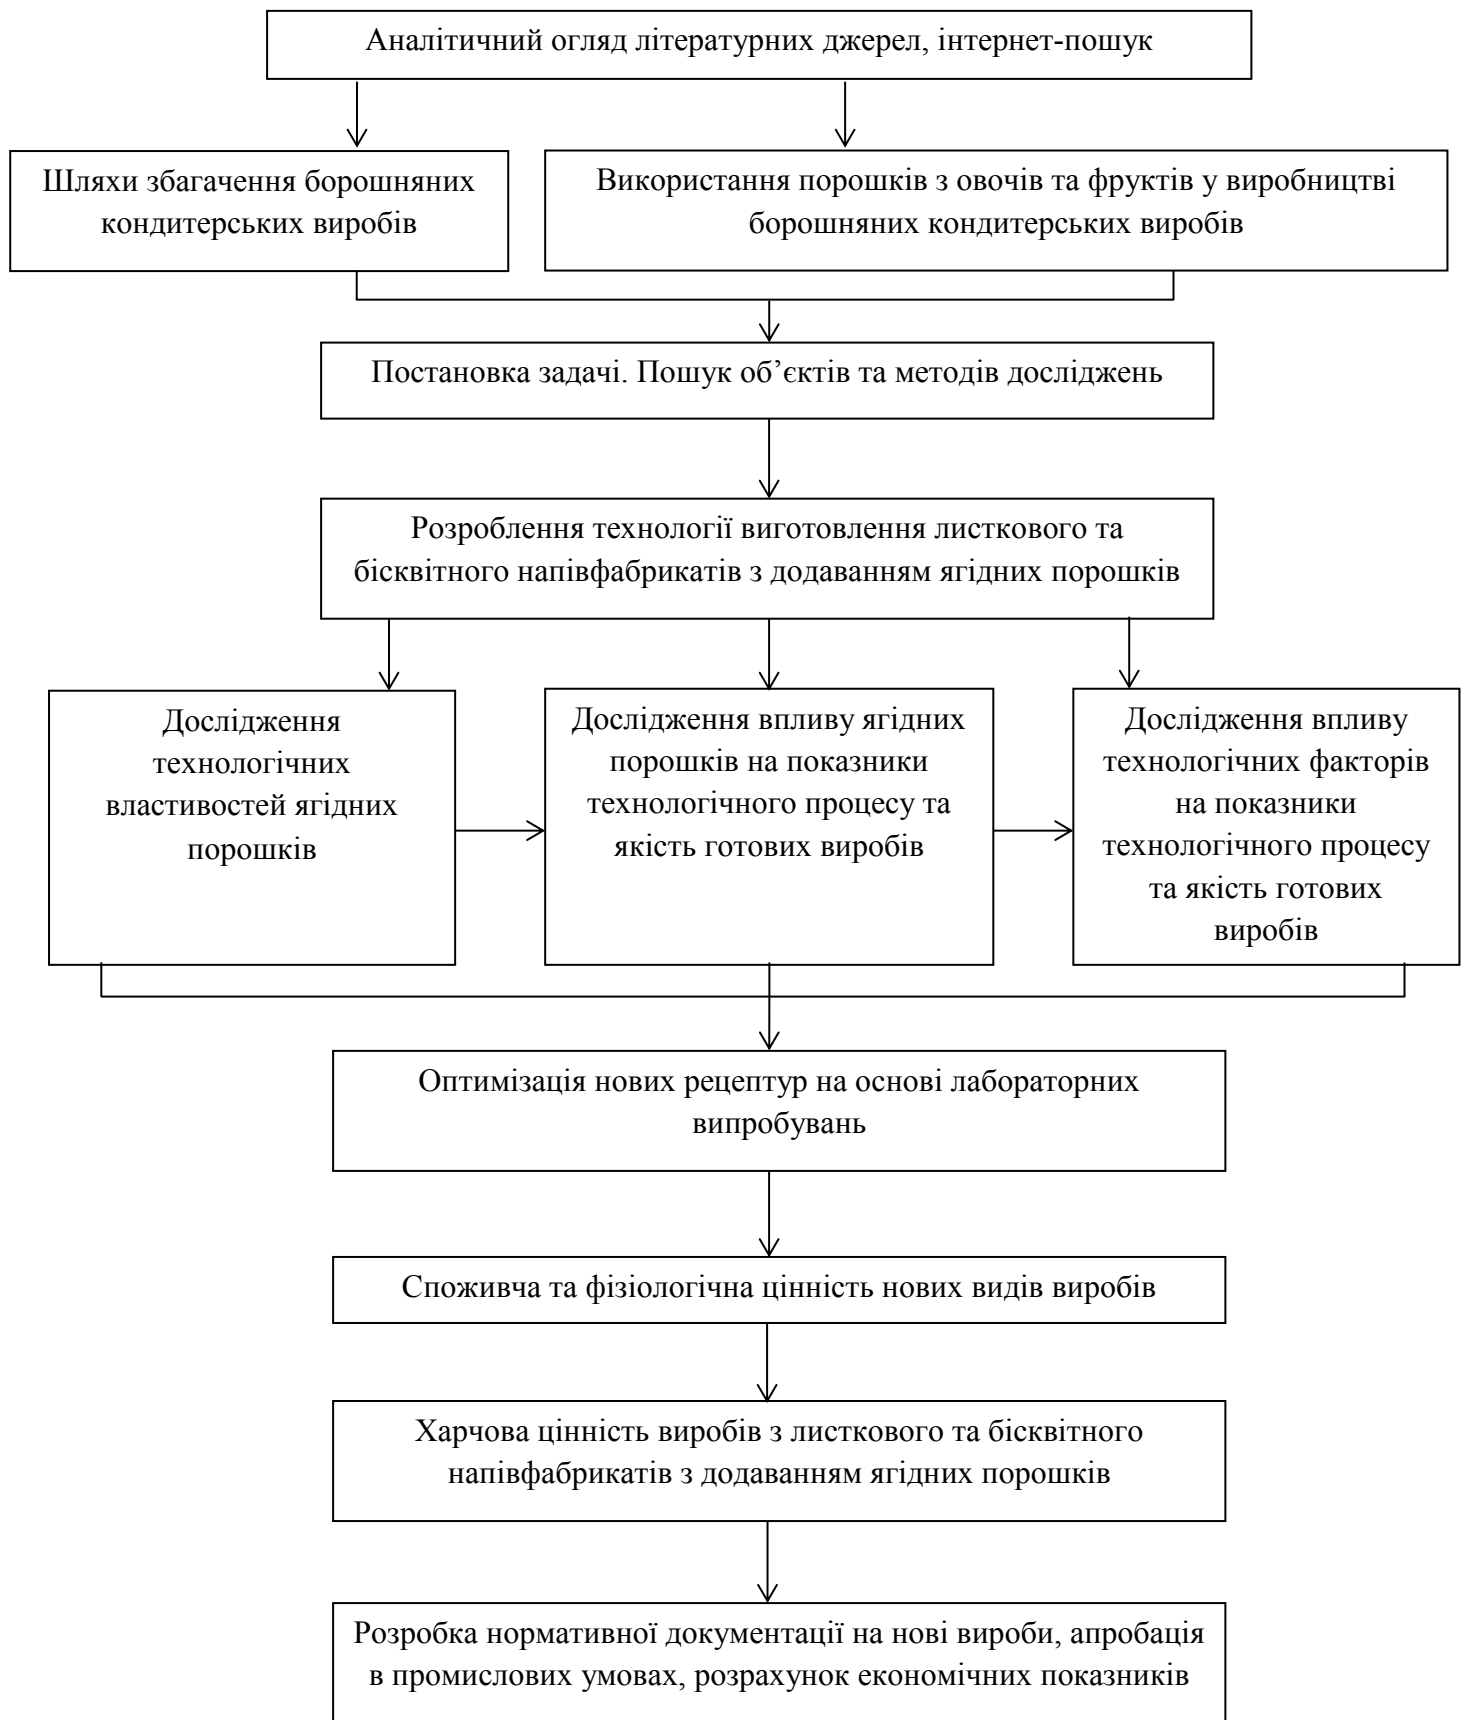 Аналітичний огляд літературних джерел, інтернет-пошук
Шляхи збагачення борошняних
кондитерських виробів
Використання порошків з овочів та фруктів у виробництві
борошняних кондитерських виробів
Постановка задачі. Пошук об’єктів та методів досліджень
Розроблення технології виготовлення листкового та
бісквітного напівфабрикатів з додаванням ягідних порошків
Дослідження
технологічних
властивостей ягідних
порошків
Дослідження впливу ягідних
порошків на показники
технологічного процесу та
якість готових виробів
Дослідження впливу
технологічних факторів
на показники
технологічного процесу
та якість готових
виробів
Оптимізація нових рецептур на основі лабораторних
випробувань
Споживча та фізіологічна цінність нових видів виробів
Харчова цінність виробів з листкового та бісквітного
напівфабрикатів з додаванням ягідних порошків
Розробка нормативної документації на нові вироби, апробація
в промислових умовах, розрахунок економічних показників